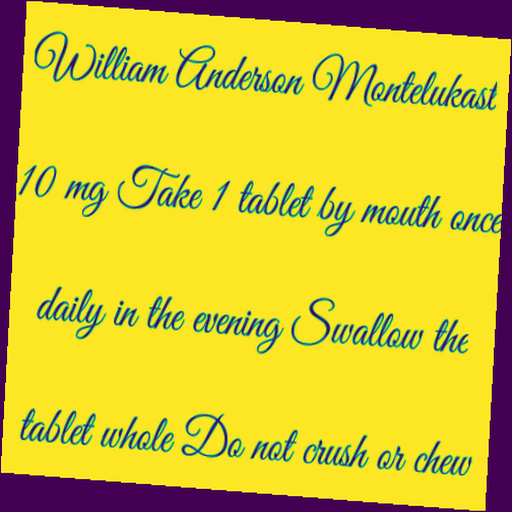 William Anderson Montelukast
10 mg Take 1 tablet by mouth once
daily in the evening Swallow the
tablet whole Do not crush or chew